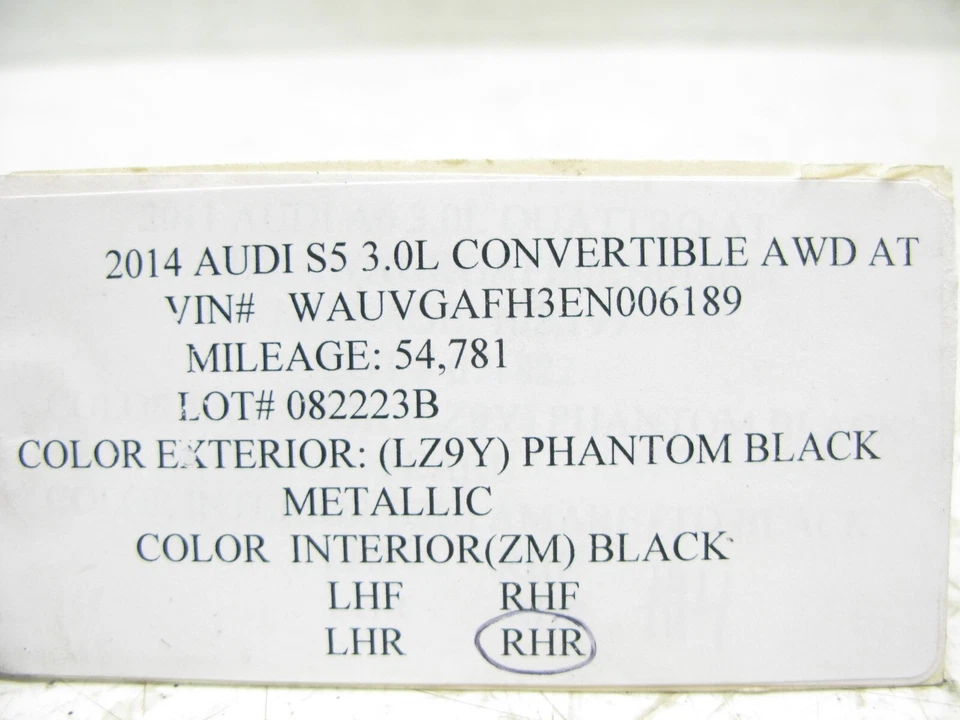 2014 AUDI S5 3.0L CONVERTIBLE AWD AT
VIN# WAUVGAFH3EN006189
MILEAGE: 54,781
LOT# 082223B
COLOR EXTERIOR: (LZ9Y) PHANTOM BLACK
METALLIC
COLOR INTERIOR(ZM) BLACK
LHF RHF
LHR RHR